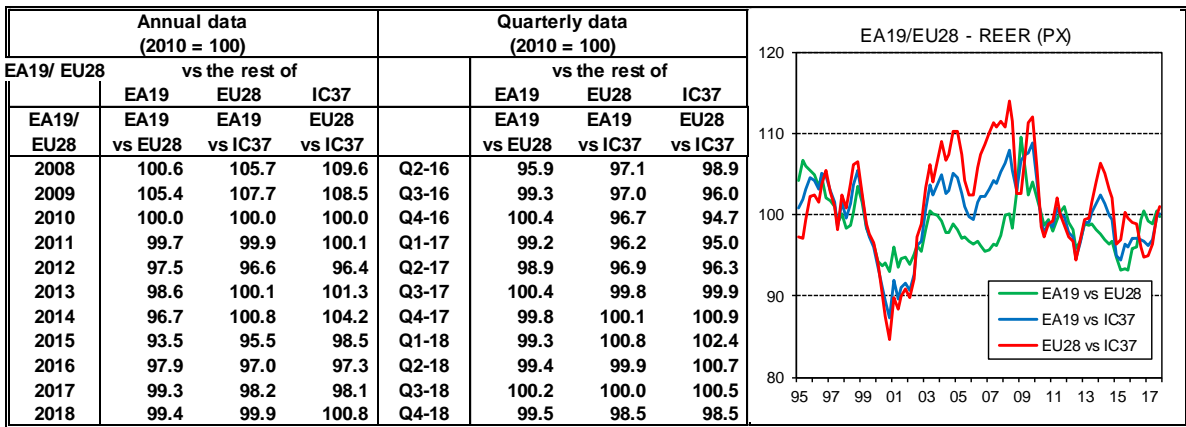 Annual data Quarterly data
(2010 = 100) (2010 = 100)
EA19/ EU28 vs the rest of vs the rest of
EA19 EU28 IC37 EA19 EU28 IC37
EA19/ EA19 EA19 EU28 EA19 EA19 EU28
EU28 vs EU28 vs IC37 vs IC37 vs EU28 vs IC37 vs IC37
2008 100.6 105.7 109.6 Q2-16 95.9 97.1 98.9
2009 105.4 107.7 108.5 Q3-16 99.3 97.0 96.0
2010 100.0 100.0 100.0 Q4-16 100.4 96.7 94.7
2011 99.7 99.9 100.1 Q1-17 99.2 96.2 95.0
2012 97.5 96.6 96.4 Q2-17 98.9 96.9 96.3
2013 98.6 100.1 101.3 Q3-17 100.4 99.8 99.9
2014 96.7 100.8 104.2 Q4-17 99.8 100.1 100.9
2015 93.5 95.5 98.5 Q1-18 99.3 100.8 102.4
2016 97.9 97.0 97.3 Q2-18 99.4 99.9 100.7
2017 99.3 98.2 98.1 Q3-18 100.2 100.0 100.5
2018 99.4 99.9 100.8 Q4-18 99.5 98.5 98.5
EA19/EU28 - REER (PX)
120
110
100
90
80
EA19 vs EU28
EA19 vs IC37
EU28 vs IC37
95 97 99 01 03 05 07 09 11 13 15 17